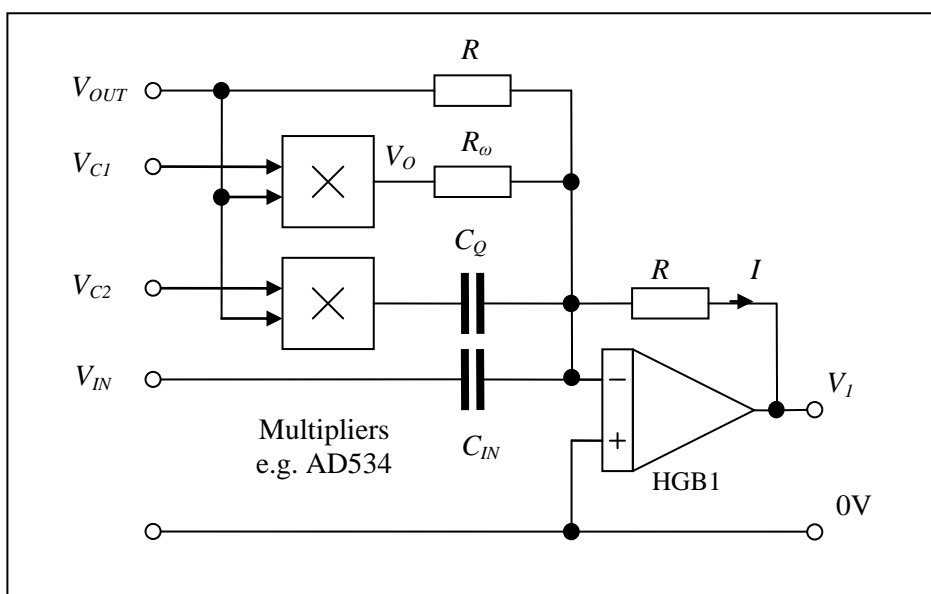 R
V_OUT
V_C1
V_O
R_ω
×
C_Q
V_C2
R
I
×
V_IN
−
V_1
Multipliers
e.g. AD534
C_IN
+
HGB1
0V